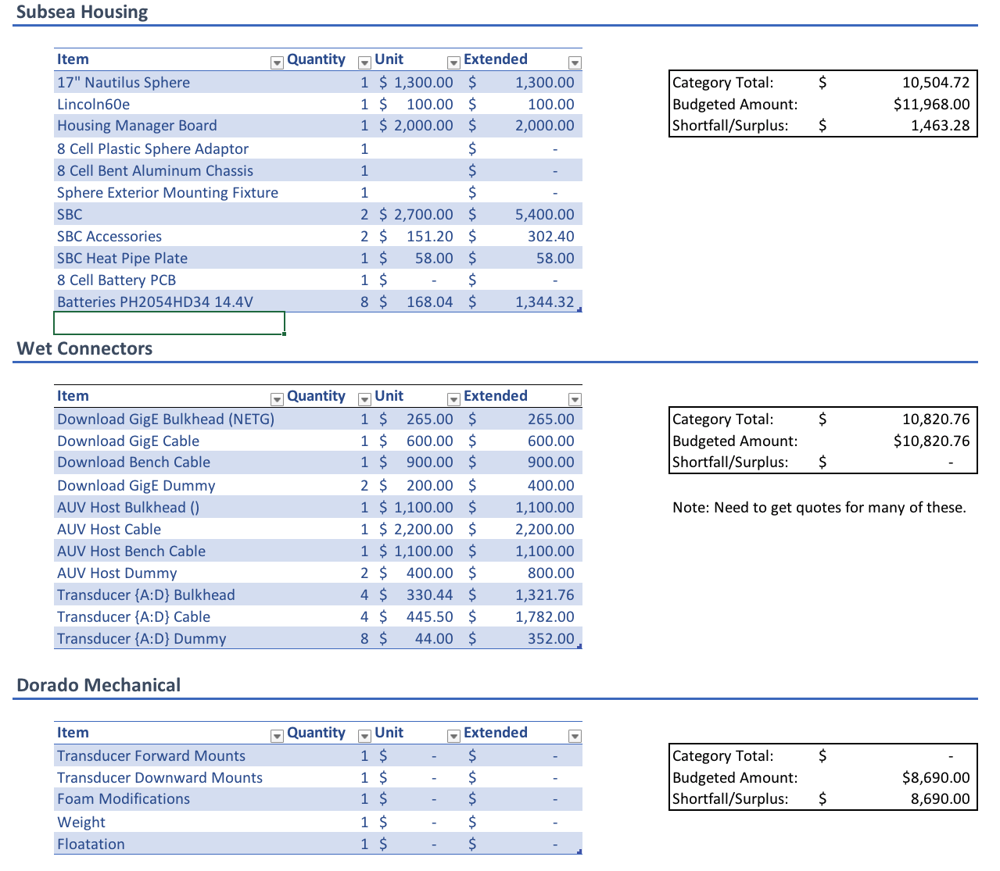 Subsea Housing
Item Quantity Unit Extended
17" Nautilus Sphere 1 $ 1,300.00 $ 1,300.00 Category Total: $ 10,504.72
Lincoln60e 1 $ 100.00 $ 100.00 Budgeted Amount: $11,968.00
Housing Manager Board 1 $ 2,000.00 $ 2,000.00 Shortfall/Surplus: $ 1,463.28
8 Cell Plastic Sphere Adaptor 1 $ -
8 Cell Bent Aluminum Chassis 1 $ -
Sphere Exterior Mounting Fixture 1 $ -
SBC 2 $ 2,700.00 $ 5,400.00
SBC Accessories 2 $ 151.20 $ 302.40
SBC Heat Pipe Plate 1 $ 58.00 $ 58.00
8 Cell Battery PCB 1 $ - $ -
Batteries PH2054HD34 14.4V 8 $ 168.04 $ 1,344.32
Wet Connectors
Item Quantity Unit Extended
Download GigE Bulkhead (NETG) 1 $ 265.00 $ 265.00 Category Total: $ 10,820.76
Download GigE Cable 1 $ 600.00 $ 600.00 Budgeted Amount: $10,820.76
Download Bench Cable 1 $ 900.00 $ 900.00 Shortfall/Surplus: $ -
Download GigE Dummy 2 $ 200.00 $ 400.00
AUV Host Bulkhead () 1 $ 1,100.00 $ 1,100.00 Note: Need to get quotes for many of these.
AUV Host Cable 1 $ 2,200.00 $ 2,200.00
AUV Host Bench Cable 1 $ 1,100.00 $ 1,100.00
AUV Host Dummy 2 $ 400.00 $ 800.00
Transducer {A:D} Bulkhead 4 $ 330.44 $ 1,321.76
Transducer {A:D} Cable 4 $ 445.50 $ 1,782.00
Transducer {A:D} Dummy 8 $ 44.00 $ 352.00
Dorado Mechanical
Item Quantity Unit Extended
Transducer Forward Mounts 1 $ - $ - Category Total: $ -
Transducer Downward Mounts 1 $ - $ - Budgeted Amount: $8,690.00
Foam Modifications 1 $ - $ - Shortfall/Surplus: $ 8,690.00
Weight 1 $ - $ -
Floatation 1 $ - $ -